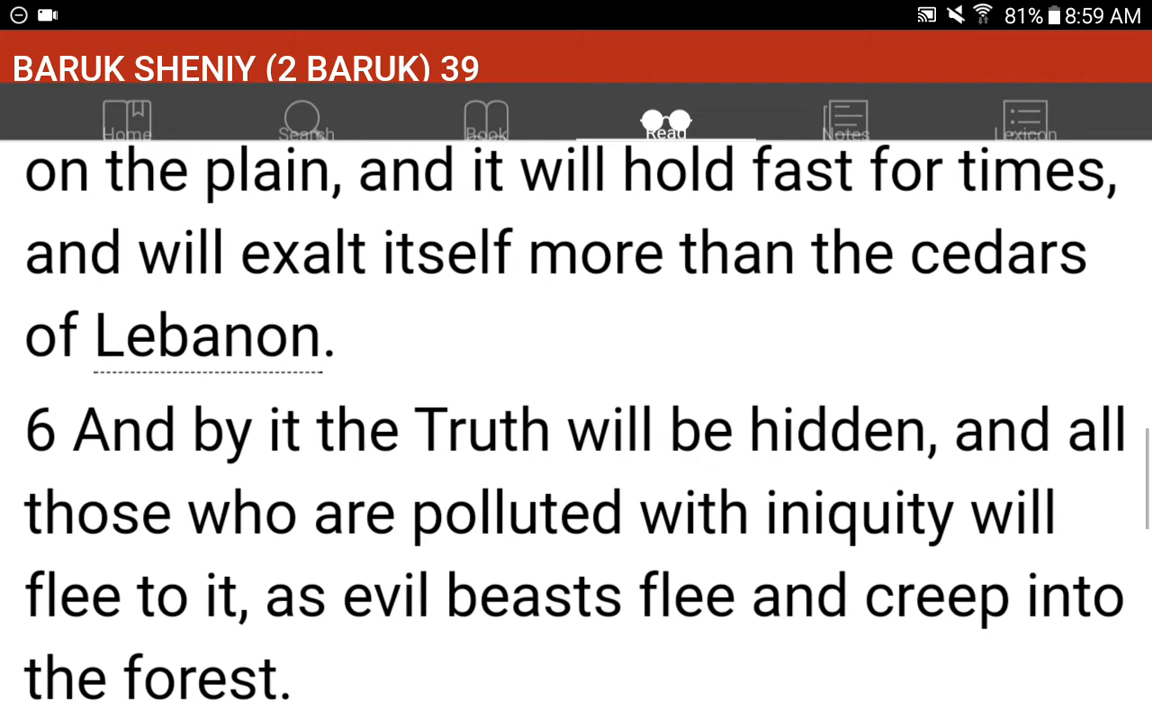 81% 8:59 AM
BARUK SHENIY (2 BARUK) 39
Home Search Book Read Notes Lexicon
on the plain, and it will hold fast for times,
and will exalt itself more than the cedars
of Lebanon.
6 And by it the Truth will be hidden, and all
those who are polluted with iniquity will
flee to it, as evil beasts flee and creep into
the forest.